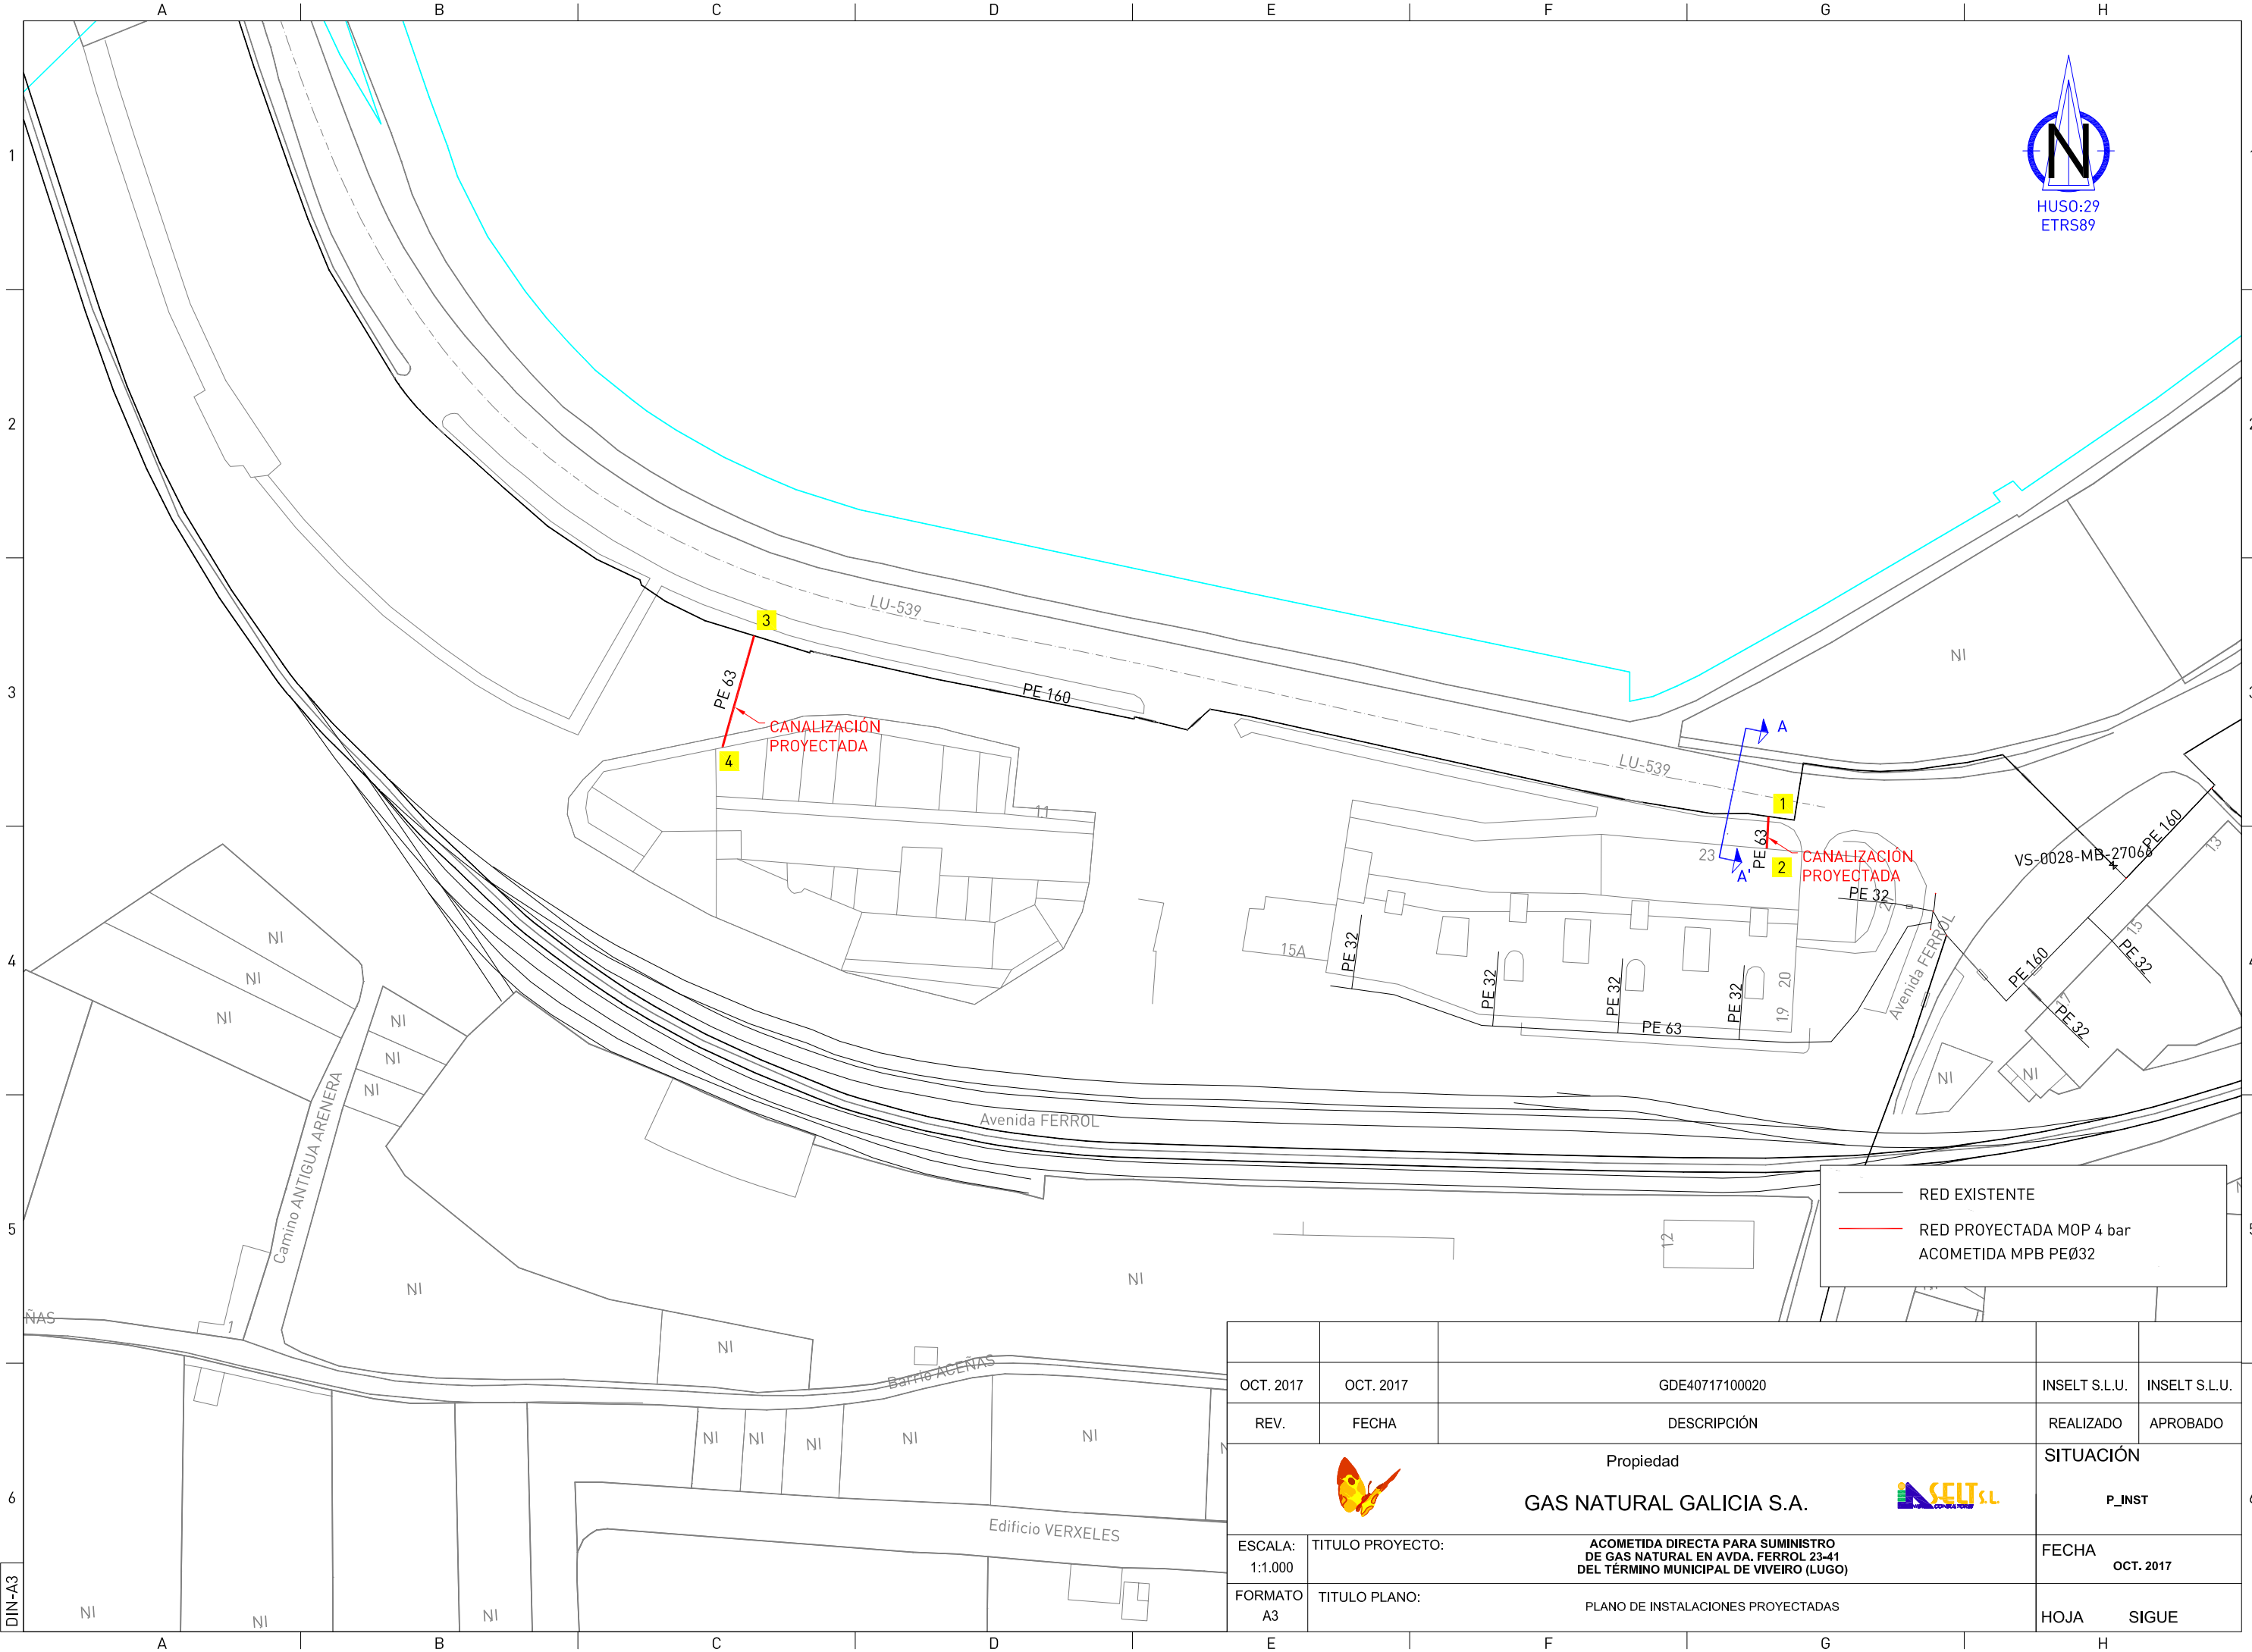 A B C D E F G H
1
2
3
4
5
6
N
HUSO:29
ETRS89
LU-539
3
PE 63
CANALIZACIÓN
PROYECTADA
4
PE 160
11
LU-539
A
1
NI
23
PE 63
A'
2
CANALIZACIÓN
PROYECTADA
PE 32
21
VS-0028-MB-27066
PE 160
13
15
PE 32
PE 160
17
PE 32
Avenida FERROL
15A
PE 32
PE 32
PE 32
PE 32
19
20
PE 63
NI
NI
NI
NI
NI
NI
NI
NI
Camino ANTIGUA ARENERA
Avenida FERROL
RED EXISTENTE
RED PROYECTADA MOP 4 bar
ACOMETIDA MPB PEØ32
12
NI
NI
ÑAS
1
NI
Barrio ACEÑAS
NI
NI
NI
NI
NI
Edificio VERXELES
NI
NI
NI
DIN-A3
OCT. 2017 OCT. 2017 GDE40717100020 INSELT S.L.U. INSELT S.L.U.
REV. FECHA DESCRIPCIÓN REALIZADO APROBADO
Propiedad
GAS NATURAL GALICIA S.A.
SELT S.L.
SITUACIÓN
P_INST
ESCALA:
1:1.000
TITULO PROYECTO:
ACOMETIDA DIRECTA PARA SUMINISTRO
DE GAS NATURAL EN AVDA. FERROL 23-41
DEL TÉRMINO MUNICIPAL DE VIVEIRO (LUGO)
FECHA
OCT. 2017
FORMATO
A3
TITULO PLANO:
PLANO DE INSTALACIONES PROYECTADAS
HOJA SIGUE
A B C D E F G H